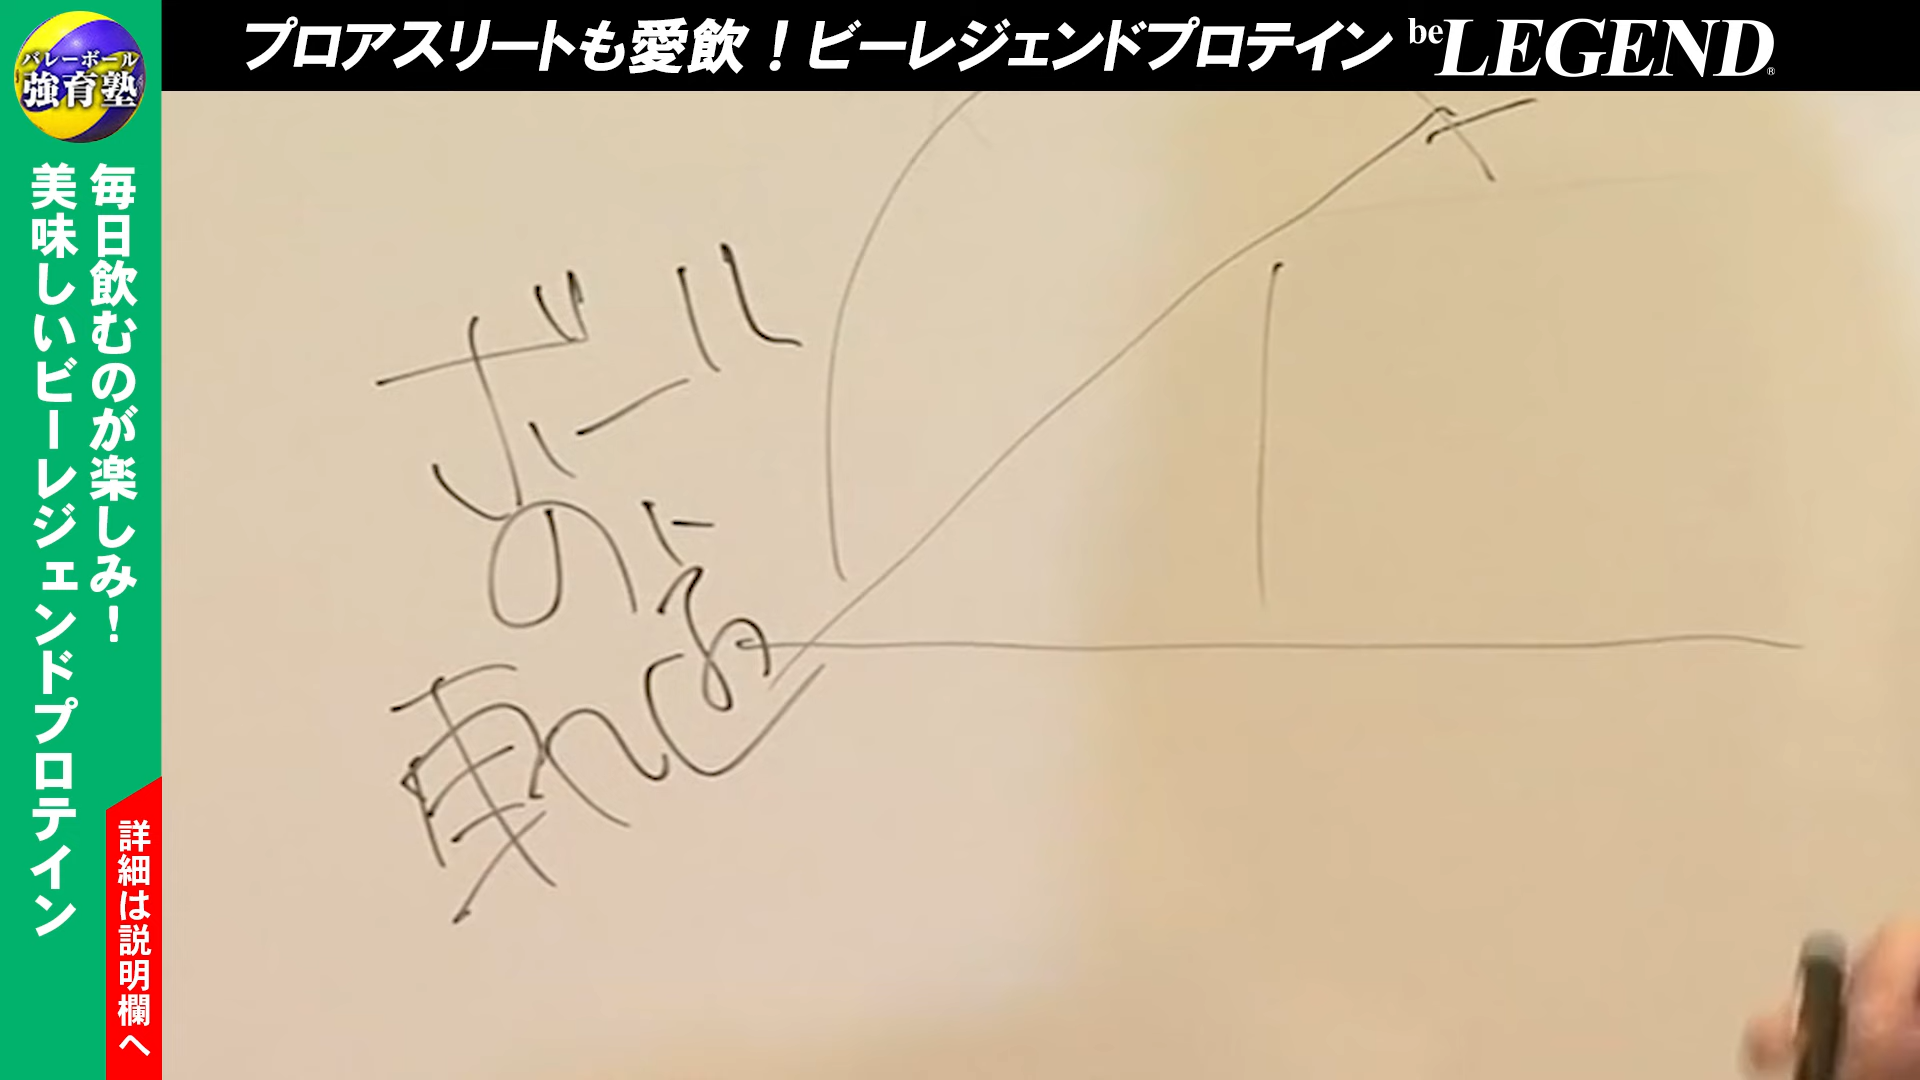 プロアスリートも愛飲！ビーレジェンドプロテイン be LEGEND®
バレーボール
強育塾
毎日飲むのが楽しみ！
美味しいビーレジェンドプロテイン
詳細は説明欄へ
ボール
の下